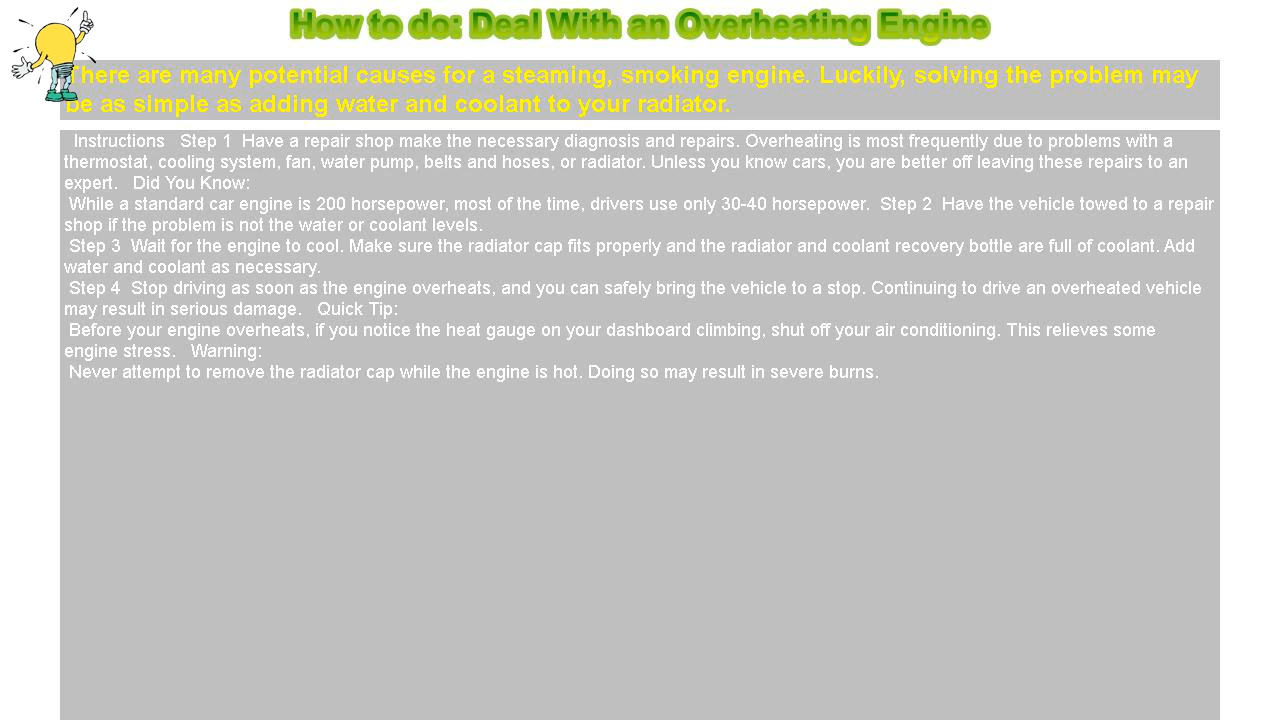 How to do: Deal With an Overheating Engine
There are many potential causes for a steaming, smoking engine. Luckily, solving the problem may
be as simple as adding water and coolant to your radiator.
Instructions Step 1 Have a repair shop make the necessary diagnosis and repairs. Overheating is most frequently due to problems with a
thermostat, cooling system, fan, water pump, belts and hoses, or radiator. Unless you know cars, you are better off leaving these repairs to an
expert. Did You Know:
While a standard car engine is 200 horsepower, most of the time, drivers use only 30-40 horsepower. Step 2 Have the vehicle towed to a repair
shop if the problem is not the water or coolant levels.
Step 3 Wait for the engine to cool. Make sure the radiator cap fits properly and the radiator and coolant recovery bottle are full of coolant. Add
water and coolant as necessary.
Step 4 Stop driving as soon as the engine overheats, and you can safely bring the vehicle to a stop. Continuing to drive an overheated vehicle
may result in serious damage. Quick Tip:
Before your engine overheats, if you notice the heat gauge on your dashboard climbing, shut off your air conditioning. This relieves some
engine stress. Warning:
Never attempt to remove the radiator cap while the engine is hot. Doing so may result in severe burns.